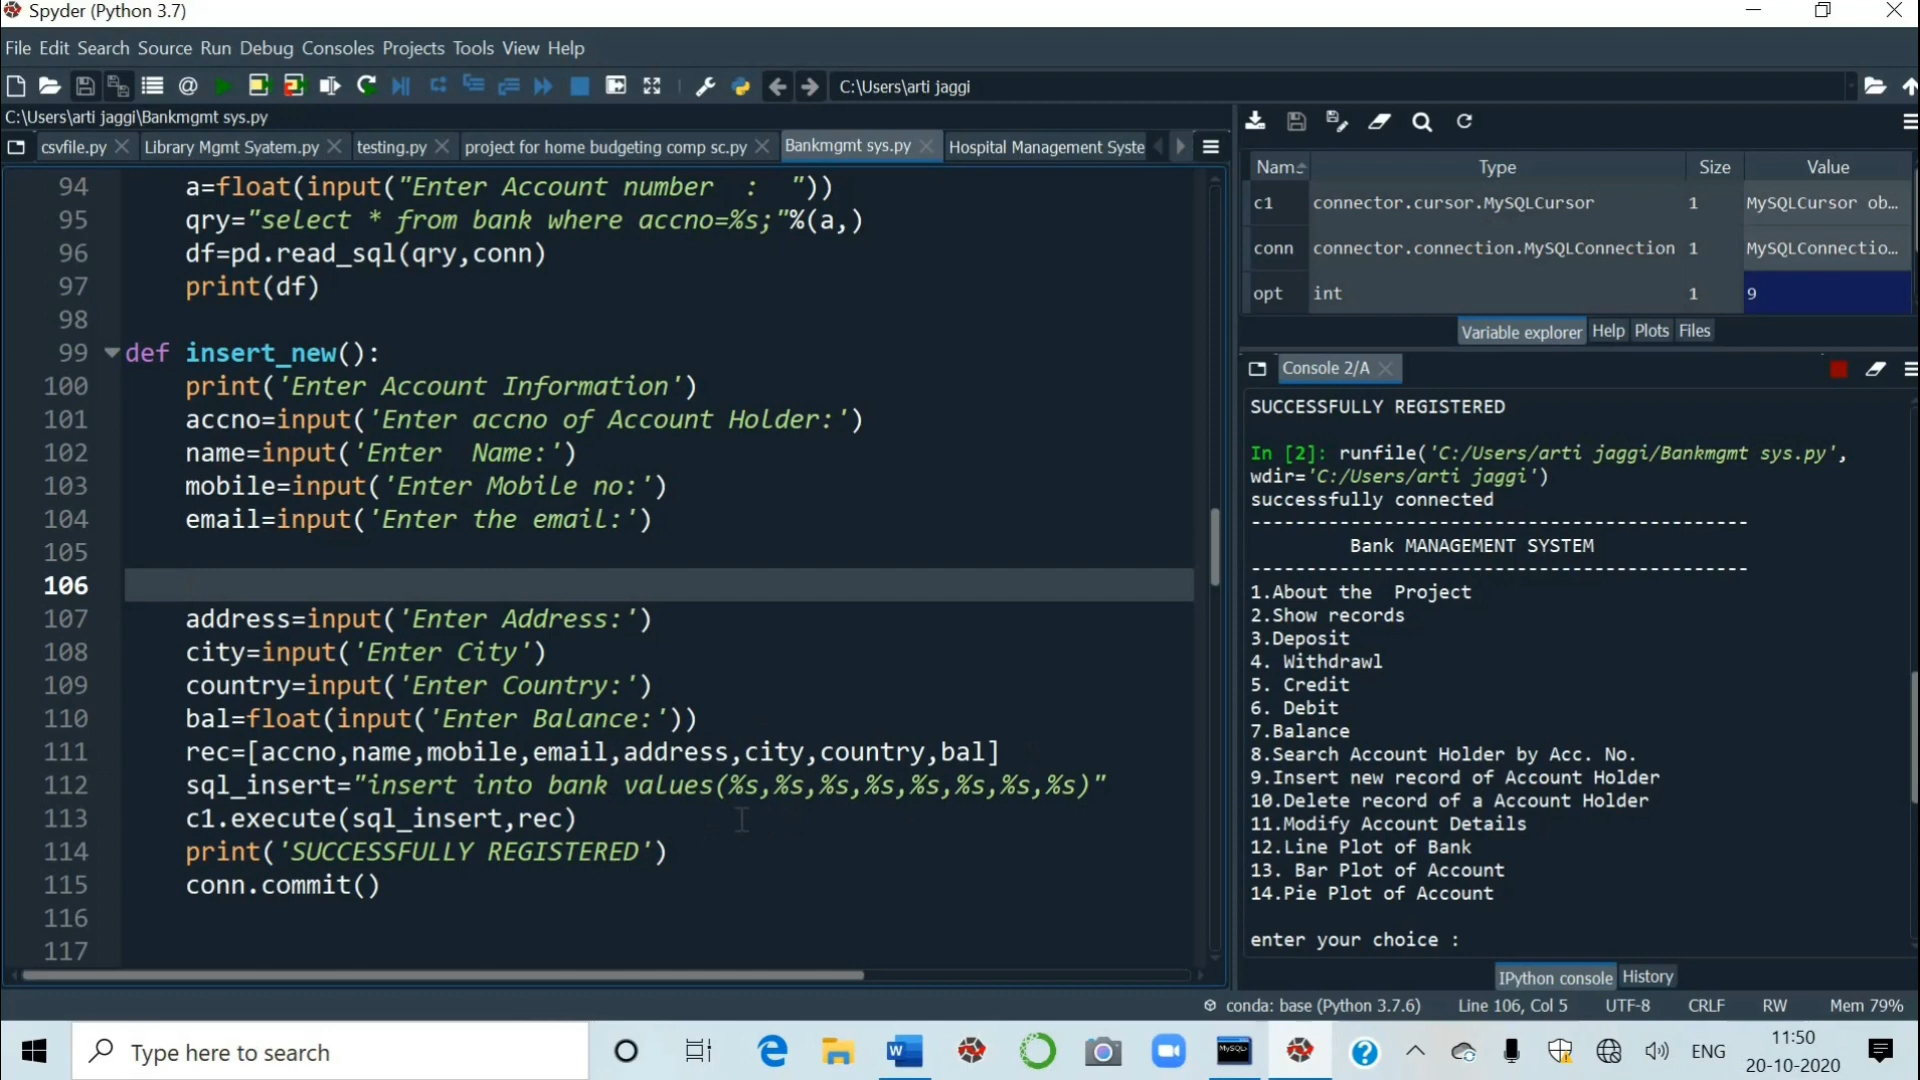 Spyder (Python 3.7)
File Edit Search Source Run Debug Consoles Projects Tools View Help
C:\Users\arti jaggi
C:\Users\arti jaggi\Bankmgmt sys.py
csvfile.py Library Mgmt Syatem.py testing.py project for home budgeting comp sc.py Bankmgmt sys.py Hospital Management Syste
94 a=float(input("Enter Account number  :  "))
95 qry="select * from bank where accno=%s;"%(a,)
96 df=pd.read_sql(qry,conn)
97 print(df)
98
99 def insert_new():
100 print('Enter Account Information')
101 accno=input('Enter accno of Account Holder:')
102 name=input('Enter  Name:')
103 mobile=input('Enter Mobile no:')
104 email=input('Enter the email:')
105
106
107 address=input('Enter Address:')
108 city=input('Enter City')
109 country=input('Enter Country:')
110 bal=float(input('Enter Balance:'))
111 rec=[accno,name,mobile,email,address,city,country,bal]
112 sql_insert="insert into bank values(%s,%s,%s,%s,%s,%s,%s,%s)"
113 c1.execute(sql_insert,rec)
114 print('SUCCESSFULLY REGISTERED')
115 conn.commit()
116
117
Nam Type Size Value
c1 connector.cursor.MySQLCursor 1 MySQLCursor ob...
conn connector.connection.MySQLConnection 1 MySQLConnectio...
opt int 1 9
Variable explorer Help Plots Files
Console 2/A
SUCCESSFULLY REGISTERED
In [2]: runfile('C:/Users/arti jaggi/Bankmgmt sys.py',
wdir='C:/Users/arti jaggi')
successfully connected
---------------------------------------------
Bank MANAGEMENT SYSTEM
---------------------------------------------
1.About the  Project
2.Show records
3.Deposit
4. Withdrawl
5. Credit
6. Debit
7.Balance
8.Search Account Holder by Acc. No.
9.Insert new record of Account Holder
10.Delete record of a Account Holder
11.Modify Account Details
12.Line Plot of Bank
13. Bar Plot of Account
14.Pie Plot of Account
enter your choice :
IPython console History
conda: base (Python 3.7.6) Line 106, Col 5 UTF-8 CRLF RW Mem 79%
Type here to search
MySQL
W
ENG
11:50
20-10-2020